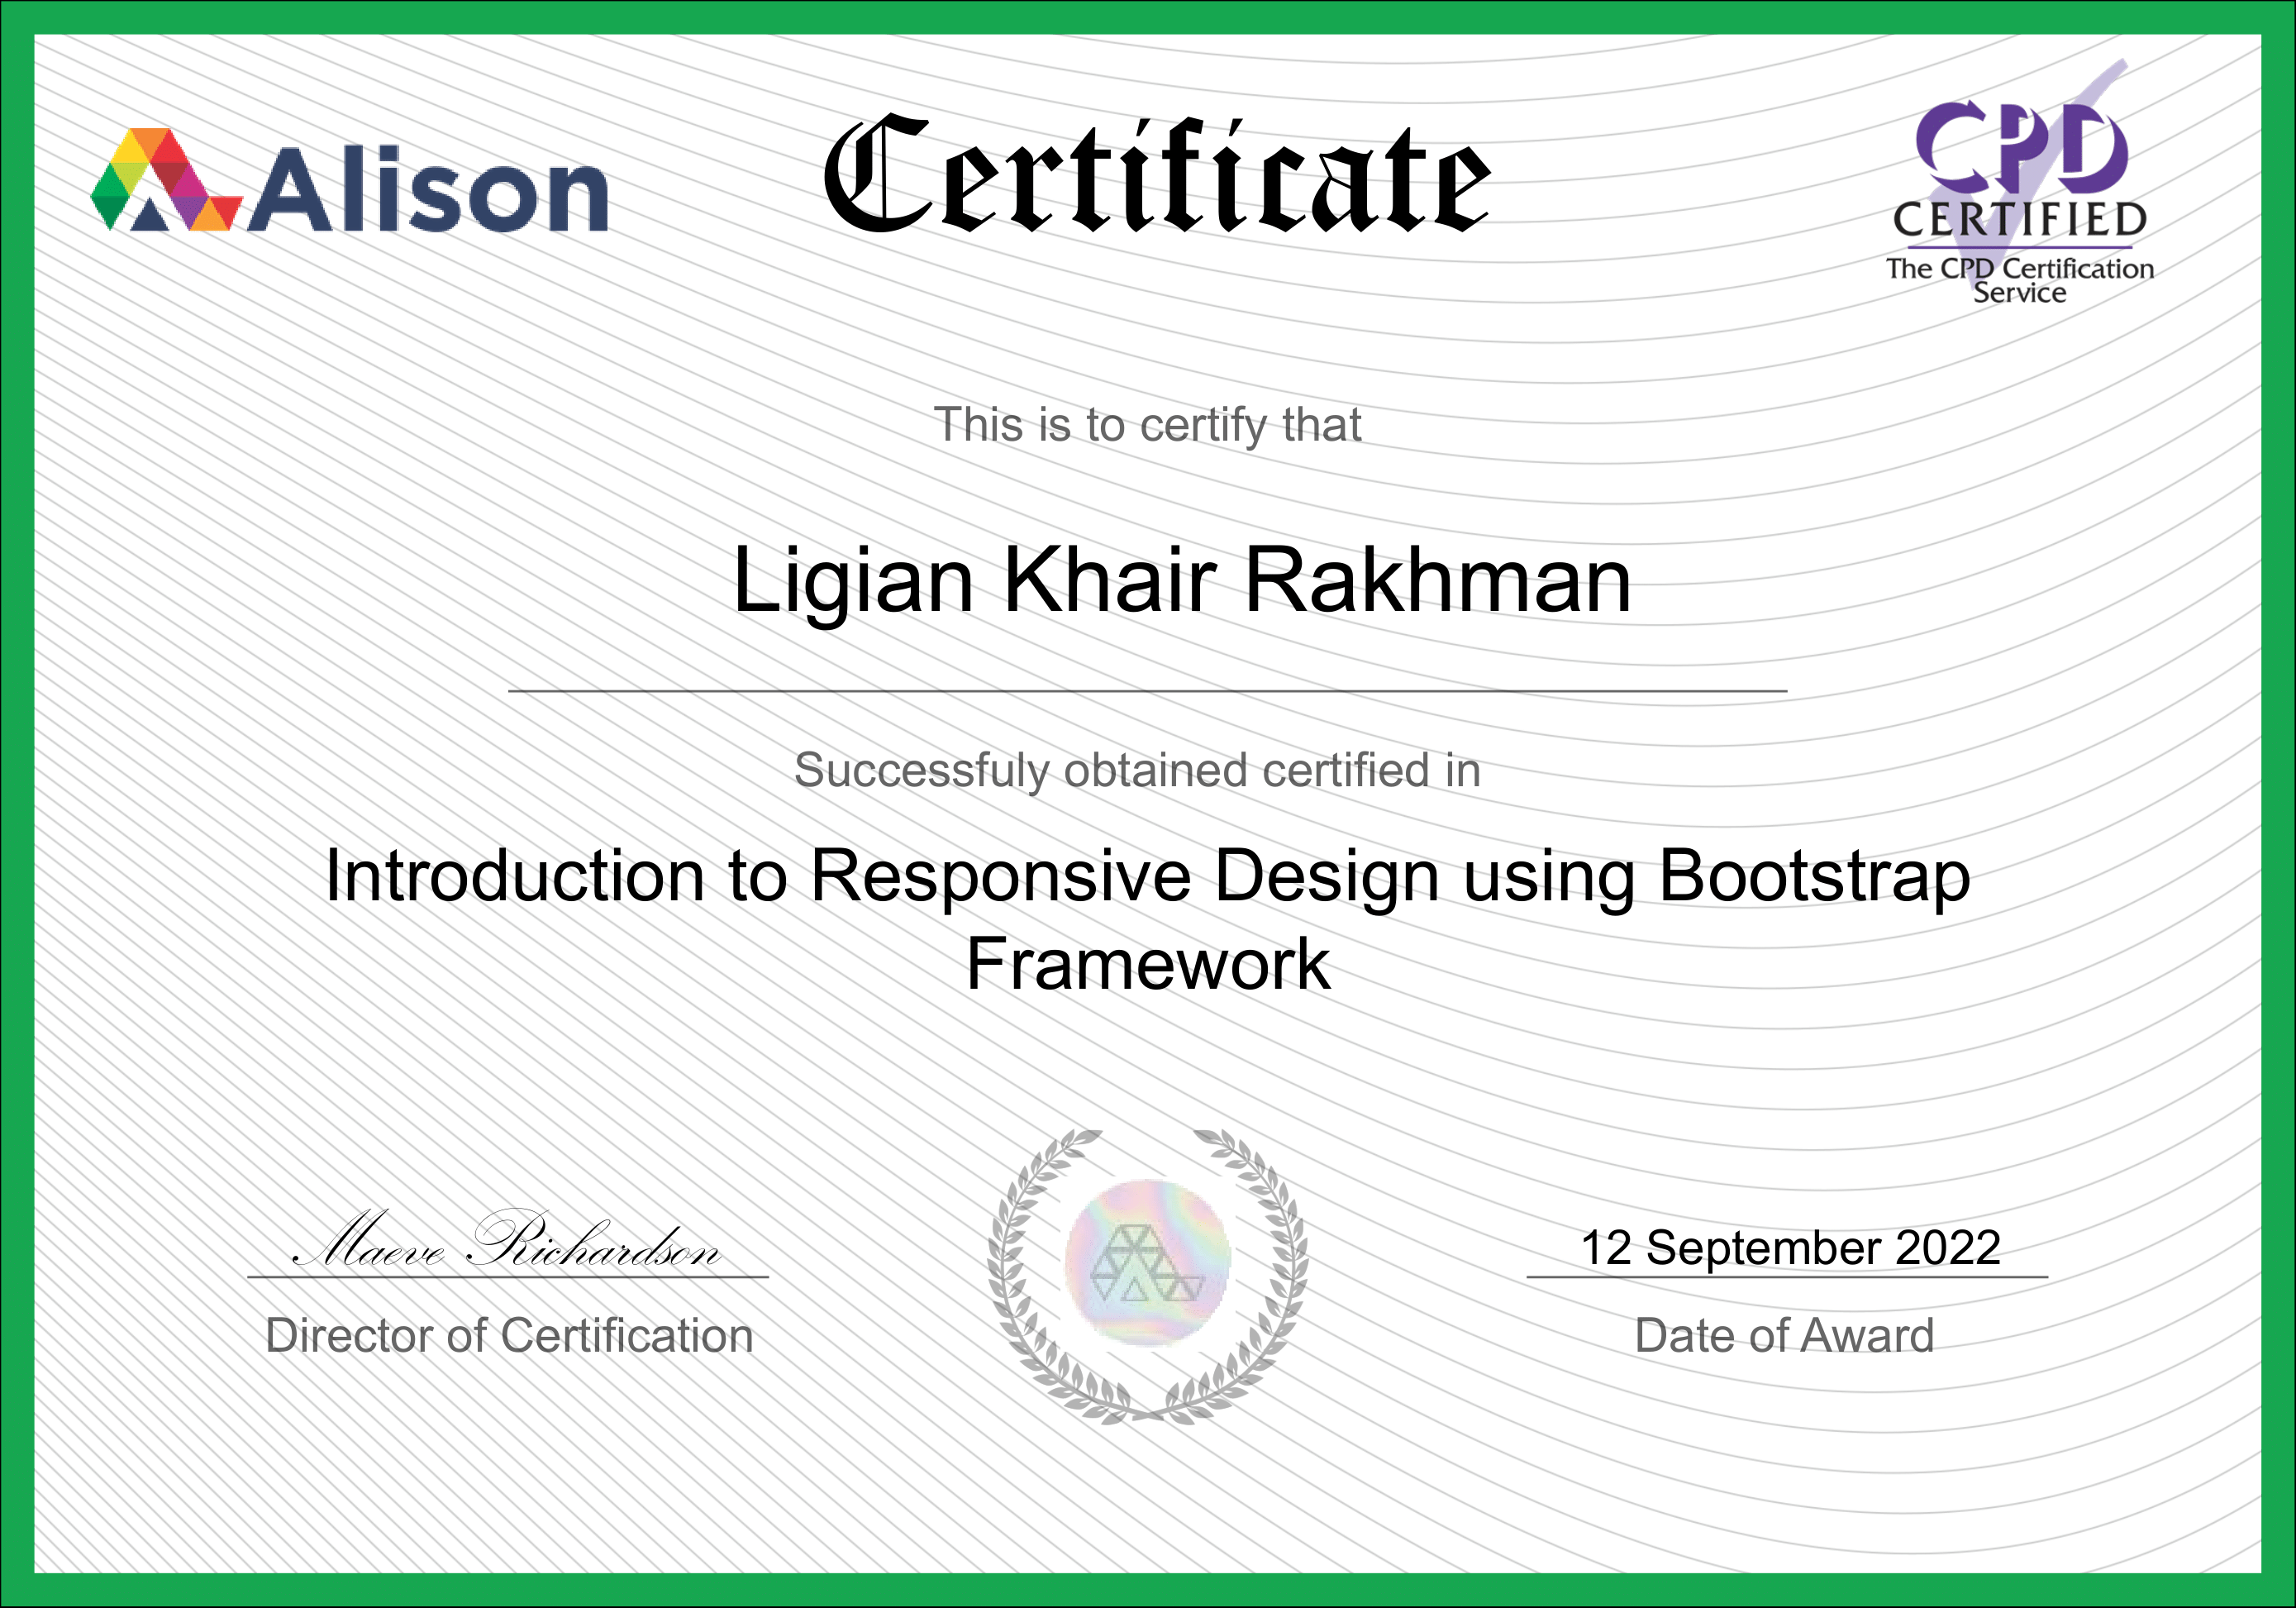 Alison
Certificate
CPD
CERTIFIED
The CPD Certification
Service
This is to certify that
Ligian Khair Rakhman
Successfuly obtained certified in
Introduction to Responsive Design using Bootstrap
Framework
Maeve Richardson
Director of Certification
12 September 2022
Date of Award